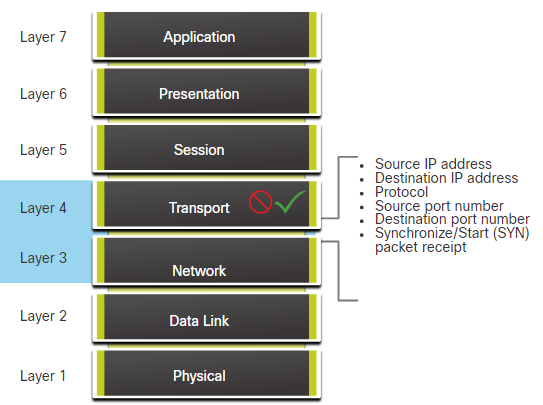 Layer 7 Application
Layer 6 Presentation
Layer 5 Session
Layer 4 Transport
Layer 3 Network
Layer 2 Data Link
Layer 1 Physical
• Source IP address
• Destination IP address
• Protocol
• Source port number
• Destination port number
• Synchronize/Start (SYN)
packet receipt